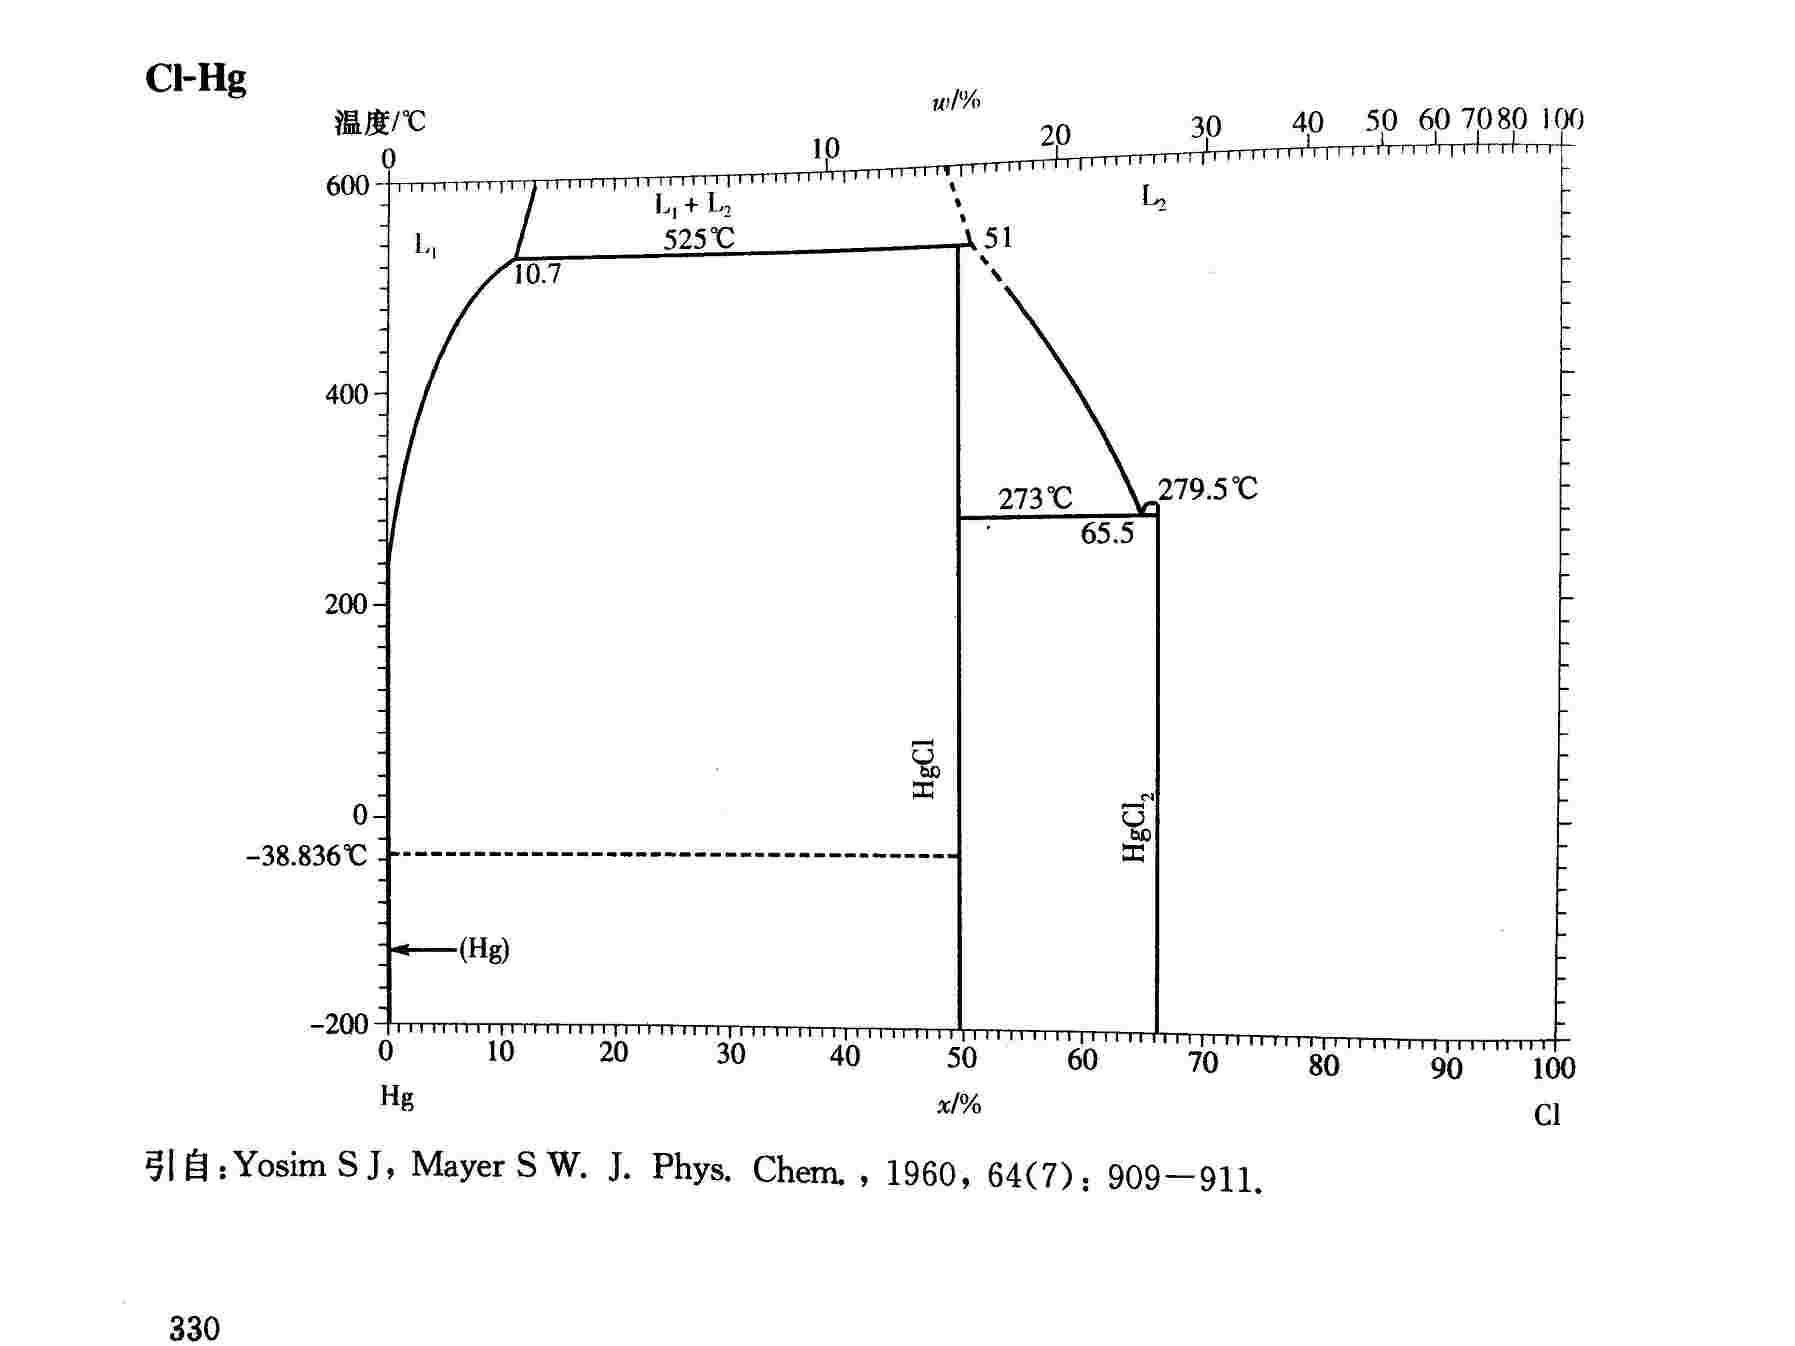 Cl-Hg
w/%
温度/℃
0 10 20 30 40 50 60 70 80 100
600
L₁ + L₂
L₂
L₁
525℃
51
10.7
400
273℃
279.5℃
65.5
200
HgCl
HgCl₂
0
-38.836℃
(Hg)
-200
0 10 20 30 40 50 60 70 80 90 100
Hg
x/%
Cl
引自:Yosim S J, Mayer S W. J. Phys. Chem., 1960, 64(7): 909—911.
330